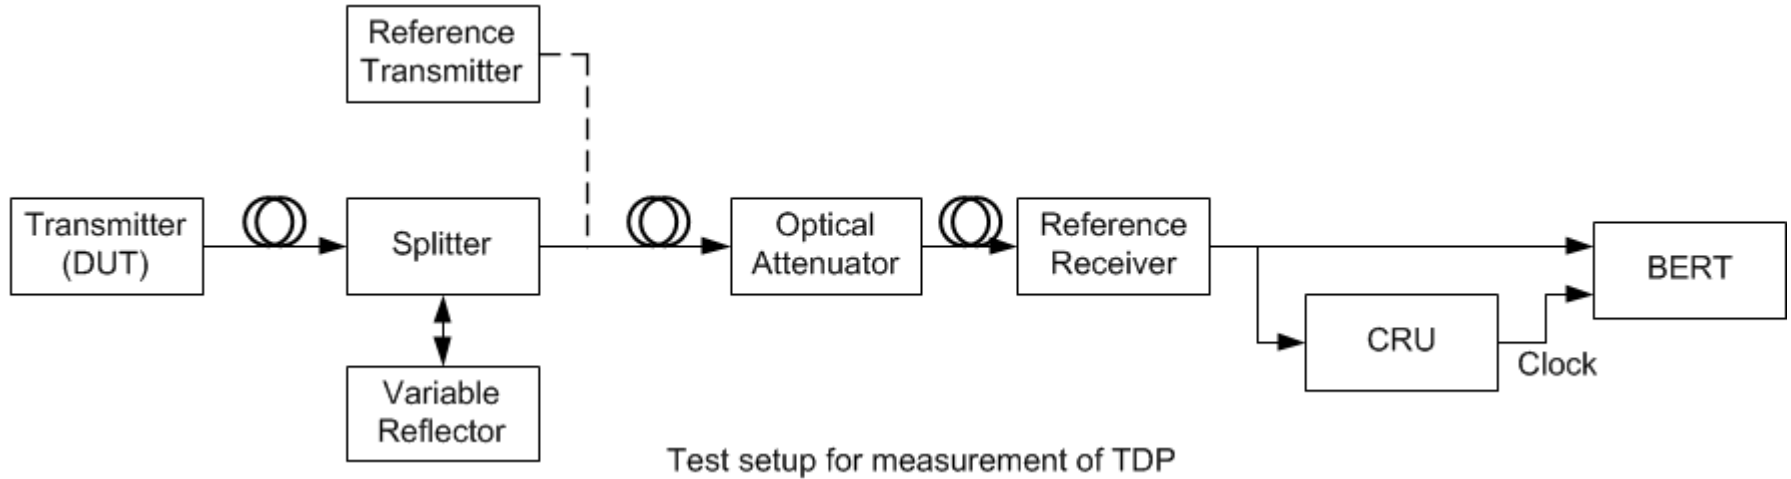 Reference
Transmitter
Transmitter
(DUT)
Splitter
Optical
Attenuator
Reference
Receiver
BERT
CRU
Clock
Variable
Reflector
Test setup for measurement of TDP